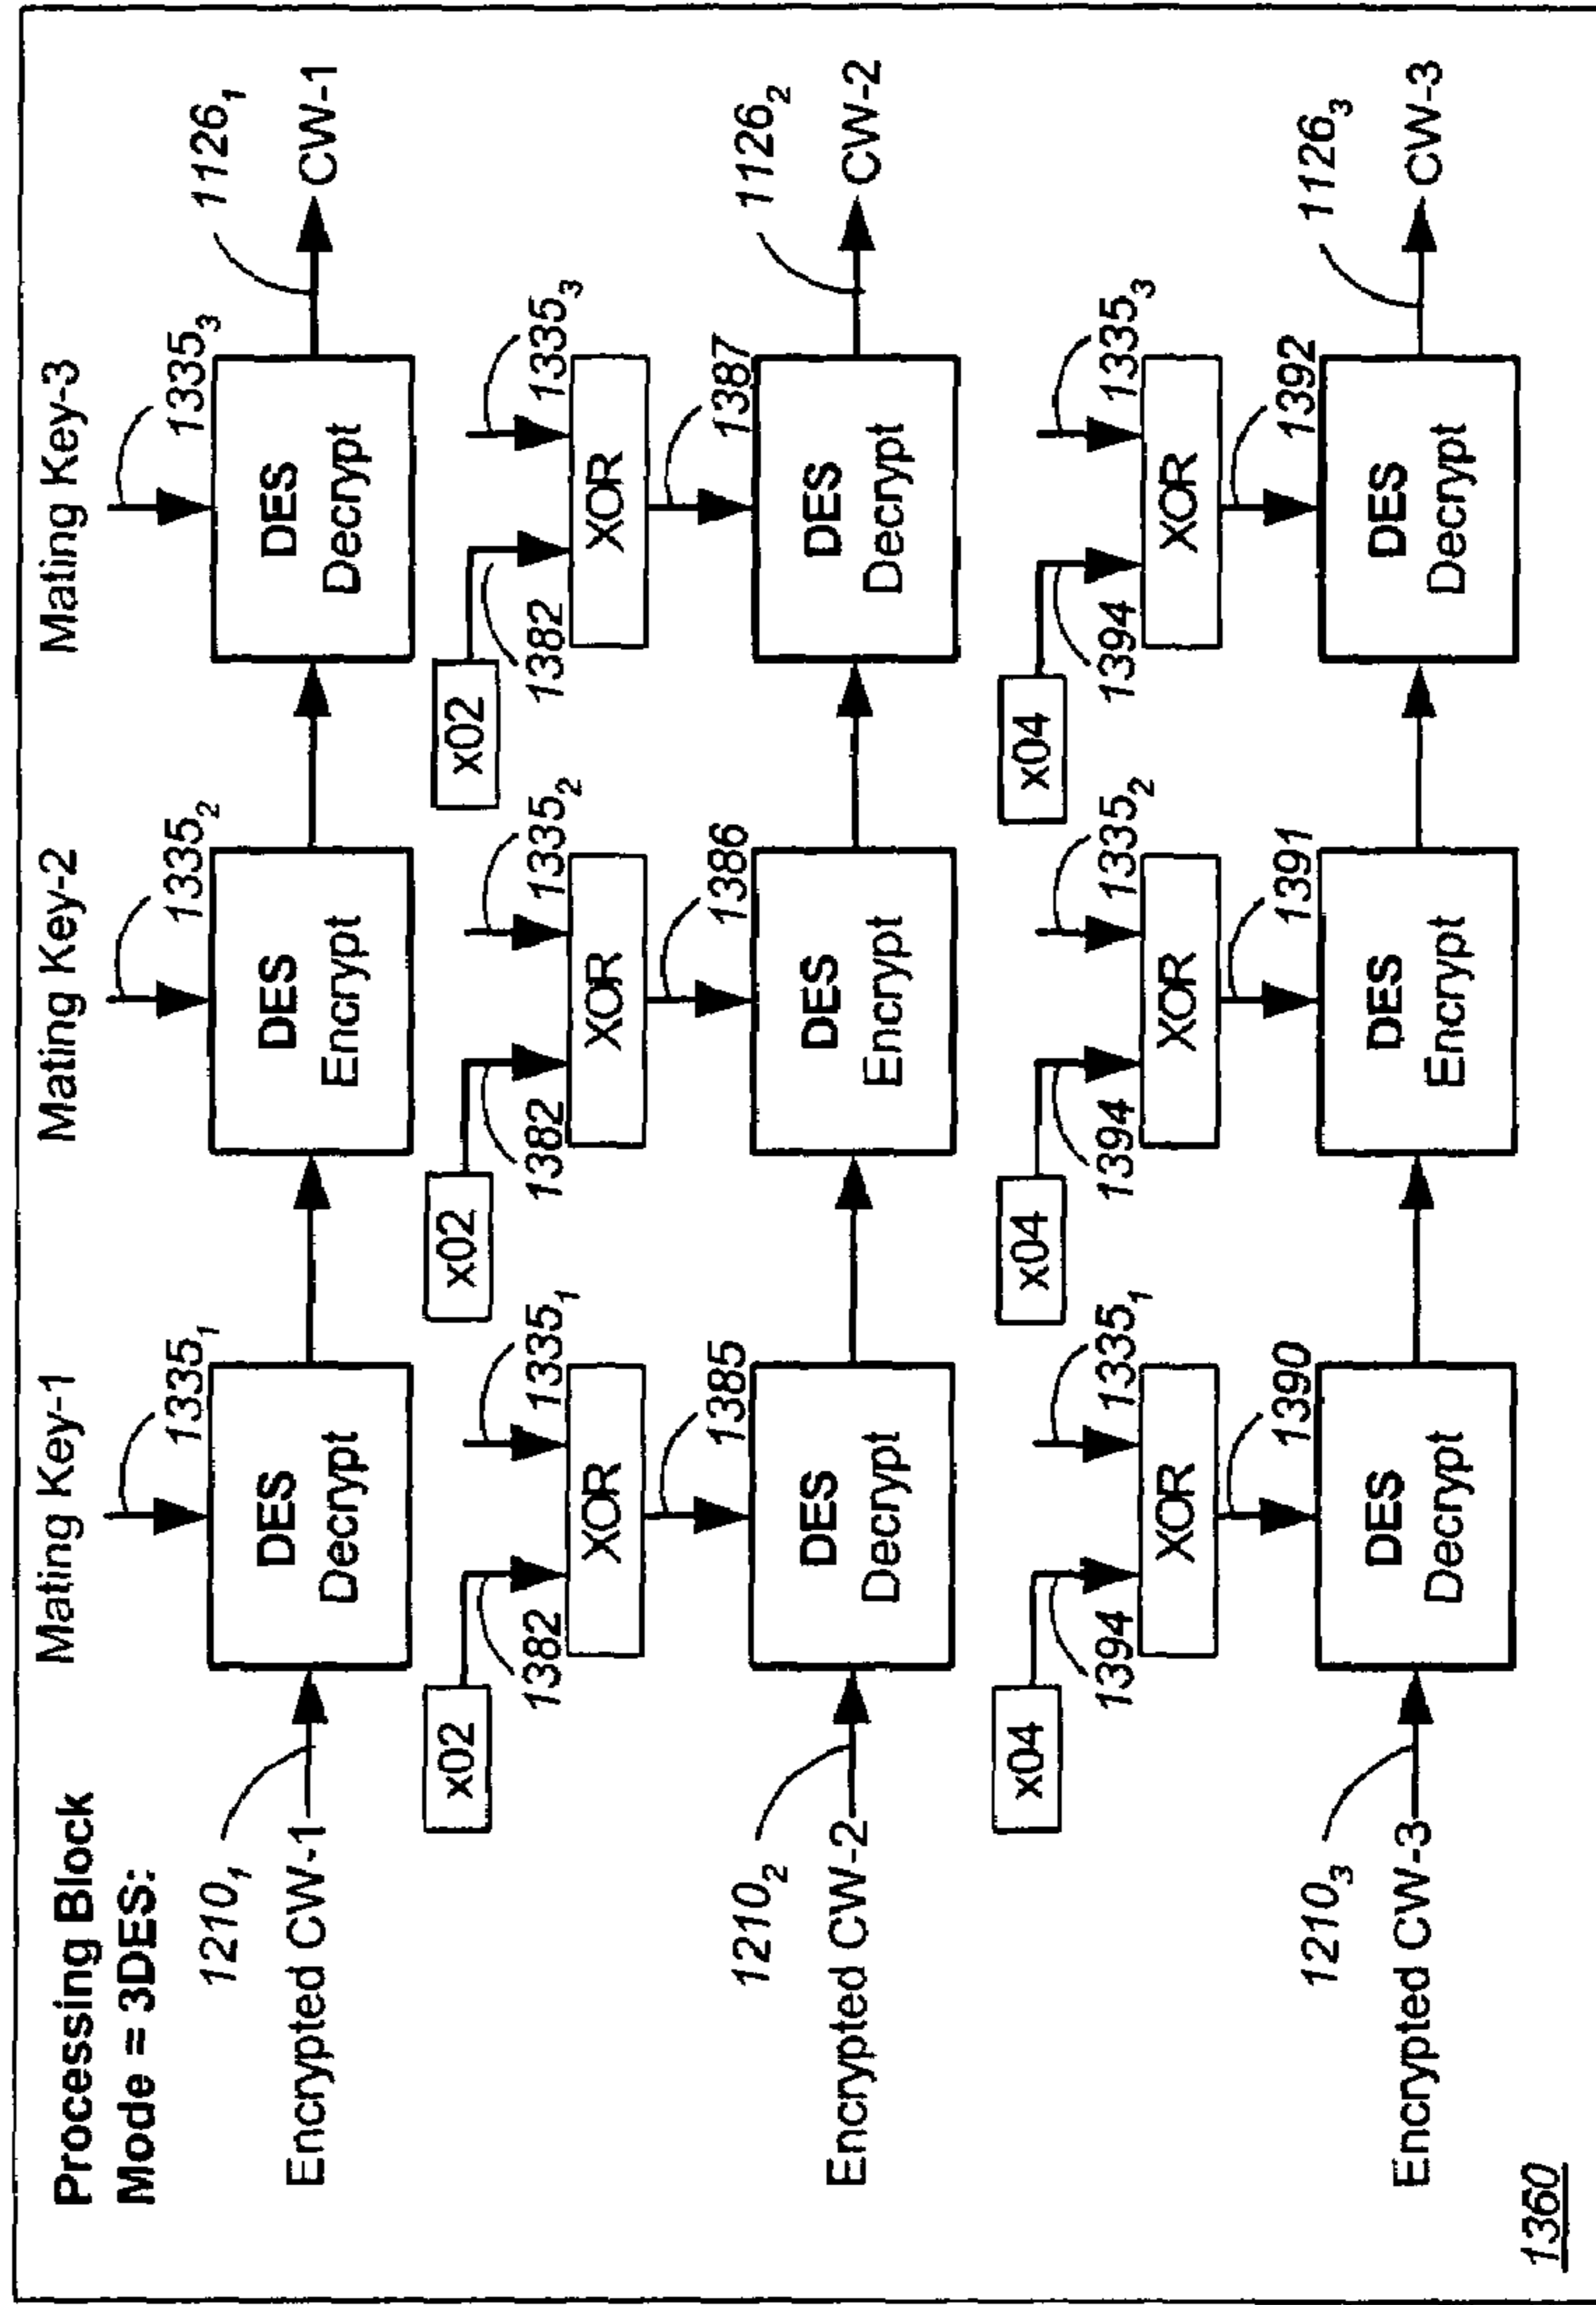 Processing Block
Mode = 3DES:
Mating Key-1
Mating Key-2
Mating Key-3
1335₁
1335₂
1335₃
1210₁
1126₁
Encrypted CW-1
DES
Decrypt
DES
Encrypt
DES
Decrypt
CW-1
x02
1382
1335₁
x02
1382
1335₂
x02
1382
1335₃
XOR
XOR
XOR
1385
1386
1387
1210₂
1126₂
Encrypted CW-2
DES
Decrypt
DES
Encrypt
DES
Decrypt
CW-2
x04
1394
1335₁
x04
1394
1335₂
x04
1394
1335₃
XOR
XOR
XOR
1390
1391
1392
1210₃
1126₃
Encrypted CW-3
DES
Decrypt
DES
Encrypt
DES
Decrypt
CW-3
1360